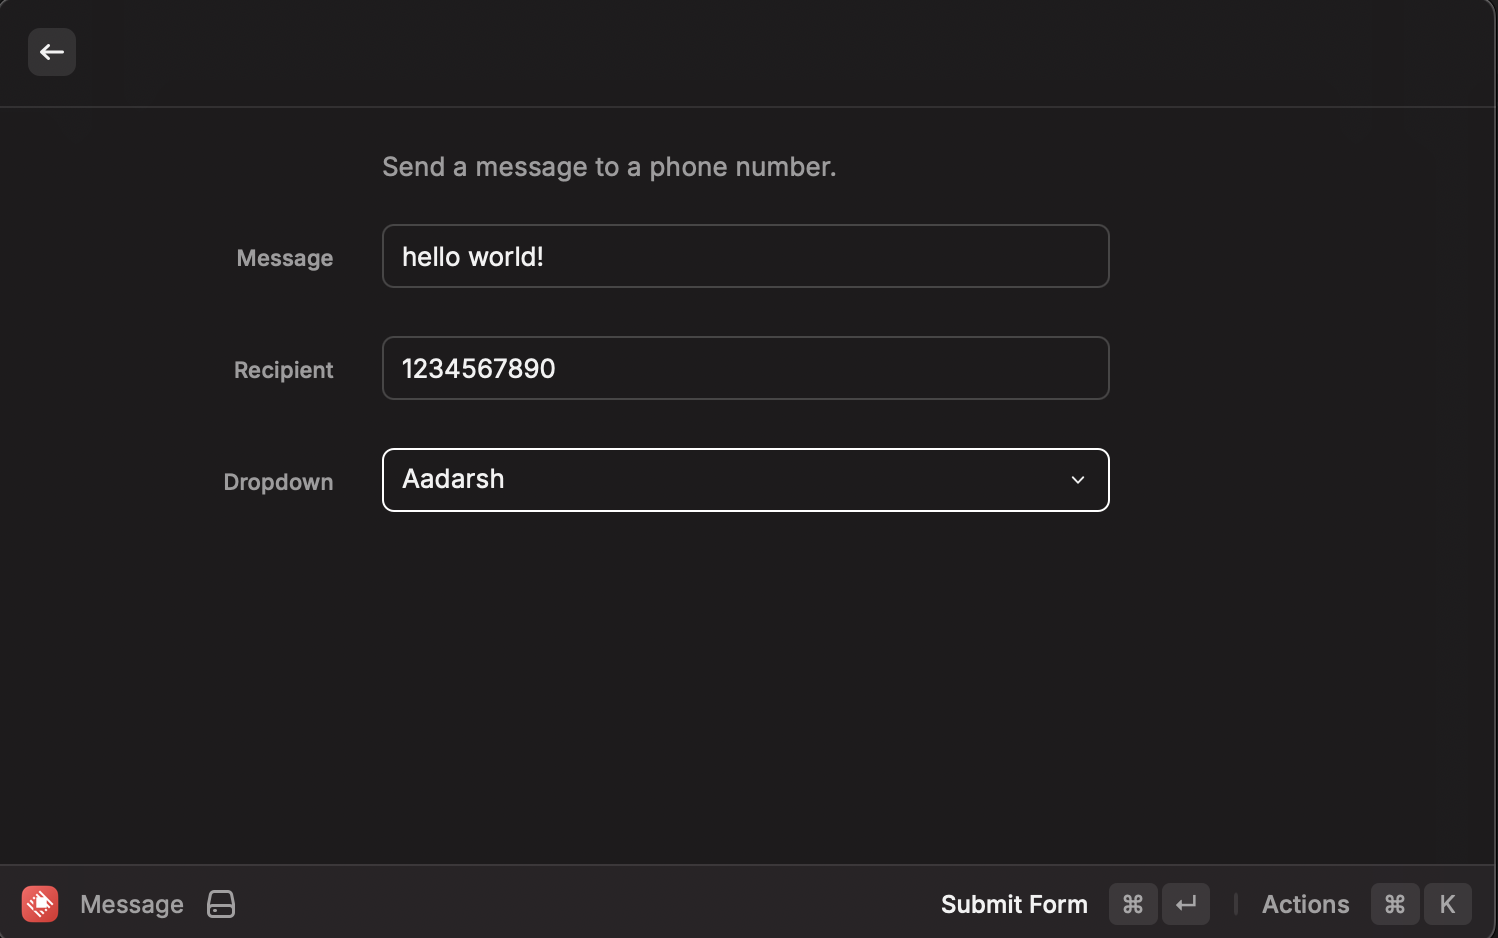 Send a message to a phone number.
Message hello world!
Recipient 1234567890
Dropdown Aadarsh
Message Submit Form ⌘ ↵ Actions ⌘ K